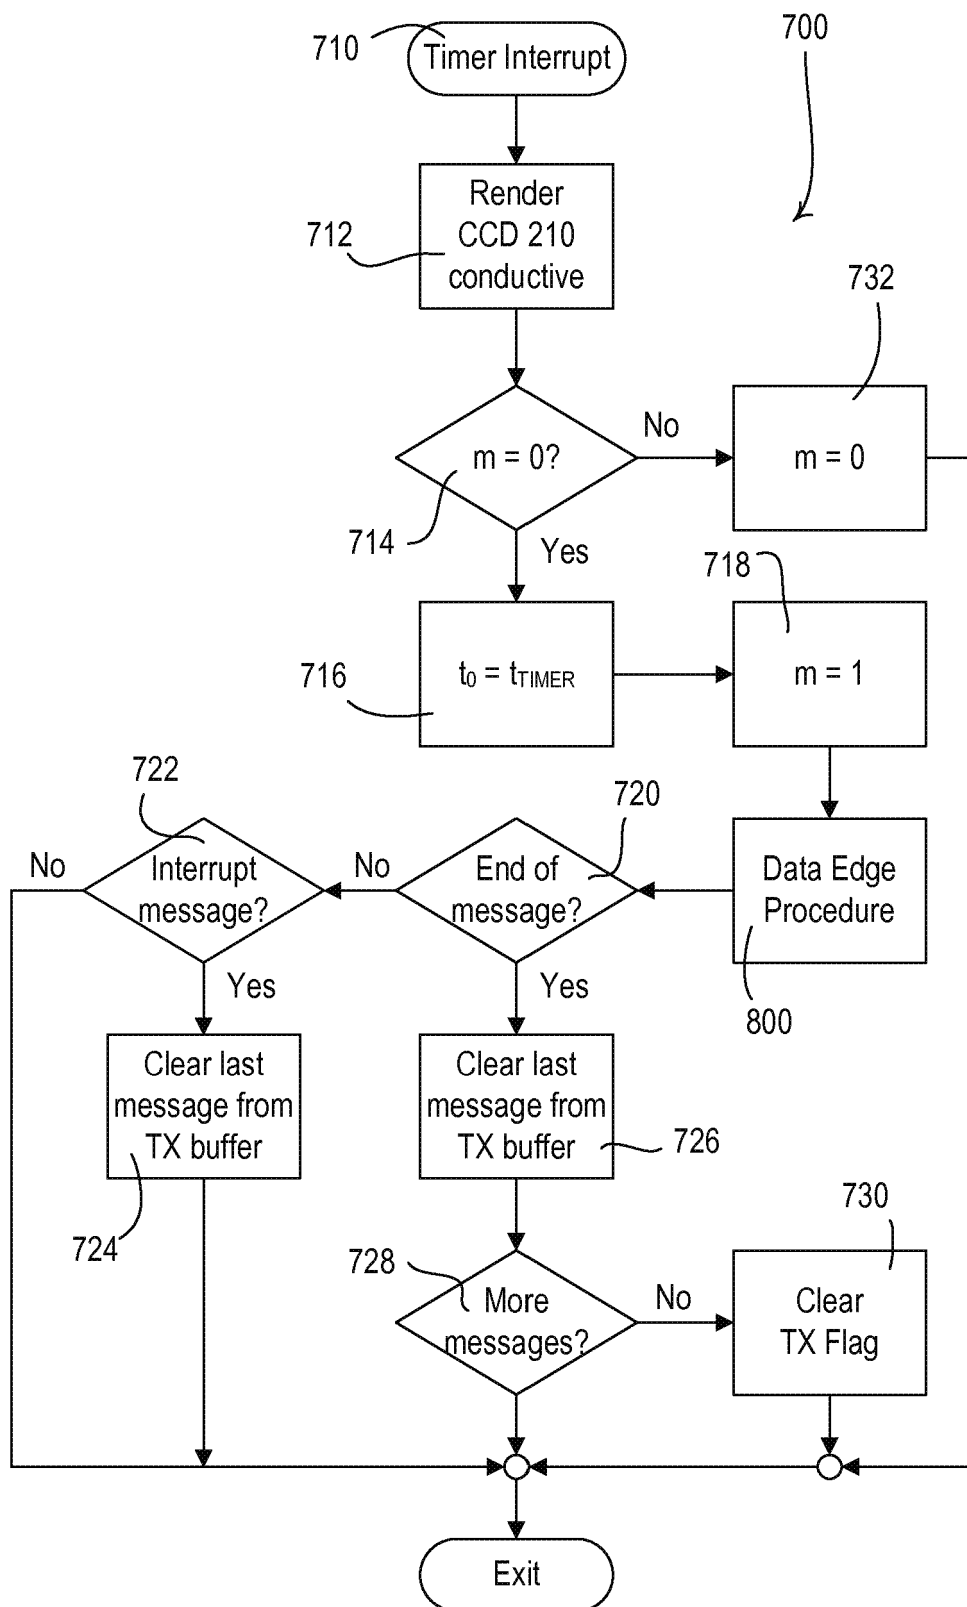 710
Timer Interrupt
700
Render
CCD 210
conductive
712
732
m = 0?
No
m = 0
714
Yes
718
t₀ = tTIMER
716
m = 1
722
720
No
Interrupt
message?
No
End of
message?
Data Edge
Procedure
Yes
Yes
800
Clear last
message from
TX buffer
Clear last
message from
TX buffer
726
724
728
730
More
messages?
No
Clear
TX Flag
Exit